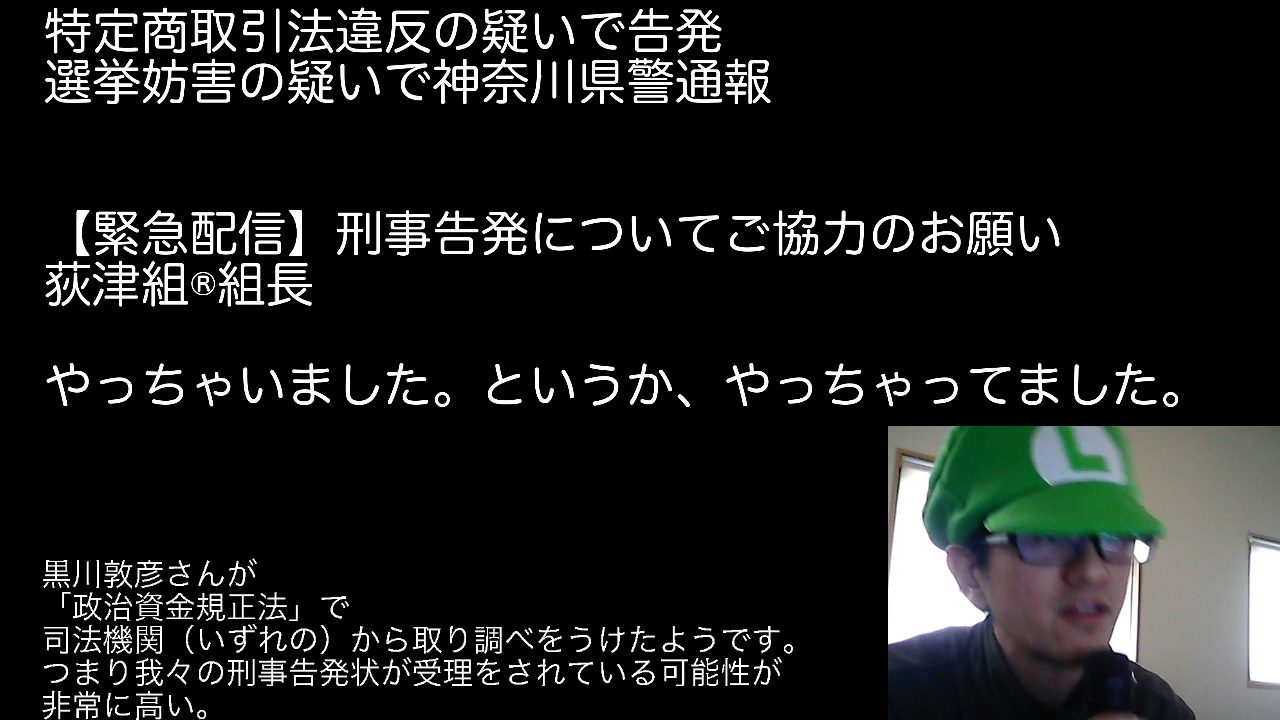 特定商取引法違反の疑いで告発
選挙妨害の疑いで神奈川県警通報
【緊急配信】刑事告発についてご協力のお願い
荻津組®組長
やっちゃいました。というか、やっちゃってました。
L
黒川敦彦さんが
「政治資金規正法」で
司法機関（いずれの）から取り調べをうけたようです。
つまり我々の刑事告発状が受理をされている可能性が
非常に高い。